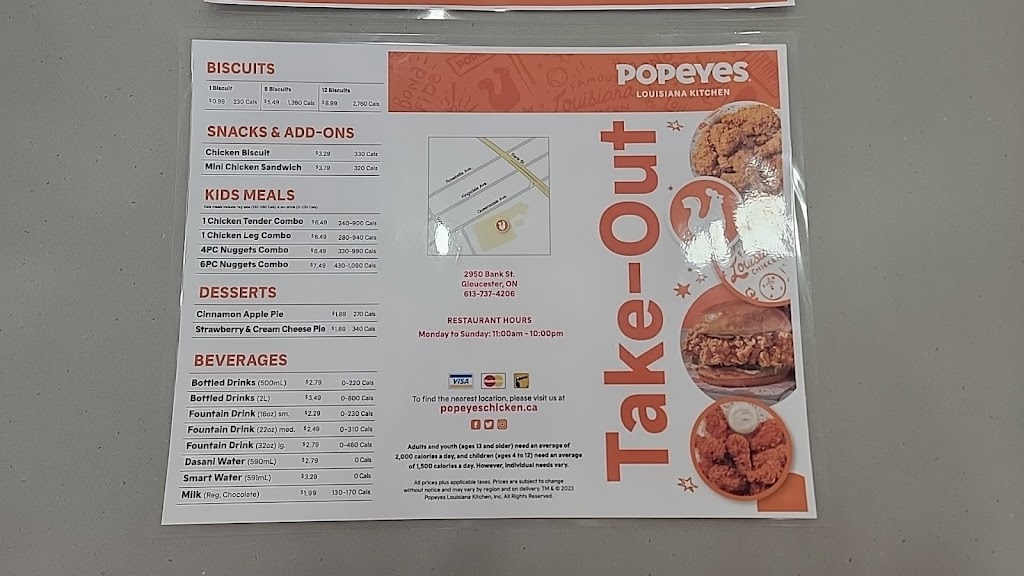 BISCUITS
1 Biscuit 6 Biscuits 12 Biscuits
$0.99 230 Cals $5.49 1,380 Cals $8.99 2,760 Cals
SNACKS & ADD-ONS
Chicken Biscuit $3.29 330 Cals
Mini Chicken Sandwich $3.79 320 Cals
KIDS MEALS
1 Chicken Tender Combo $6.49 240-900 Cals
1 Chicken Leg Combo $6.49 280-940 Cals
4PC Nuggets Combo $6.49 330-990 Cals
6PC Nuggets Combo $7.49 430-1,090 Cals
DESSERTS
Cinnamon Apple Pie $1.89 270 Cals
Strawberry & Cream Cheese Pie $1.89 340 Cals
BEVERAGES
Bottled Drinks (500mL) $2.79 0-220 Cals
Bottled Drinks (2L) $3.49 0-800 Cals
Fountain Drink (16oz) sm. $2.29 0-230 Cals
Fountain Drink (22oz) med. $2.49 0-310 Cals
Fountain Drink (32oz) lg. $2.79 0-460 Cals
Dasani Water (590mL) $2.79 0 Cals
Smart Water (591mL) $3.29 0 Cals
Milk (Reg, Chocolate) $1.99 130-170 Cals
POPEYES
LOUISIANA KITCHEN
FAMOUS
Louisiana
Kingsdale Ave.
Queensdale Ave.
2950 Bank St.
Gloucester, ON
613-737-4206
RESTAURANT HOURS
Monday to Sunday: 11:00am - 10:00pm
VISA
To find the nearest location, please visit us at
popeyeschicken.ca
Adults and youth (ages 13 and older) need an average of
2,000 calories a day, and children (ages 4 to 12) need an average
of 1,500 calories a day. However, individual needs vary.
All prices plus applicable taxes. Prices are subject to change
without notice and may vary by region and on delivery. TM & © 2023
Popeyes Louisiana Kitchen, Inc. All Rights Reserved.
Take-Out
Louisiana